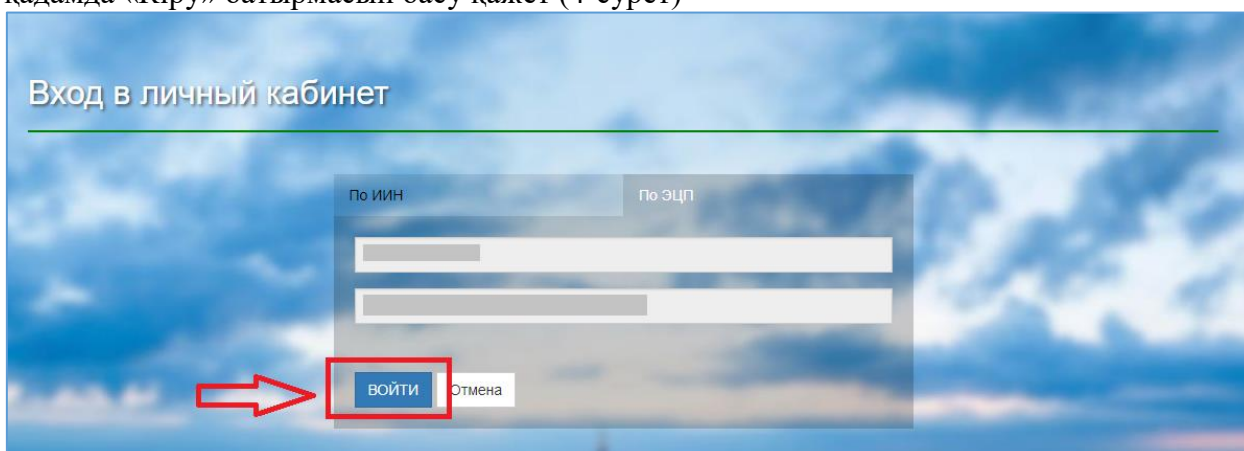 қадамда «Кіру» батырмасын басу қажет (4-сурет)
Вход в личный кабинет
По ИИН
По ЭЦП
ВОЙТИ
Отмена